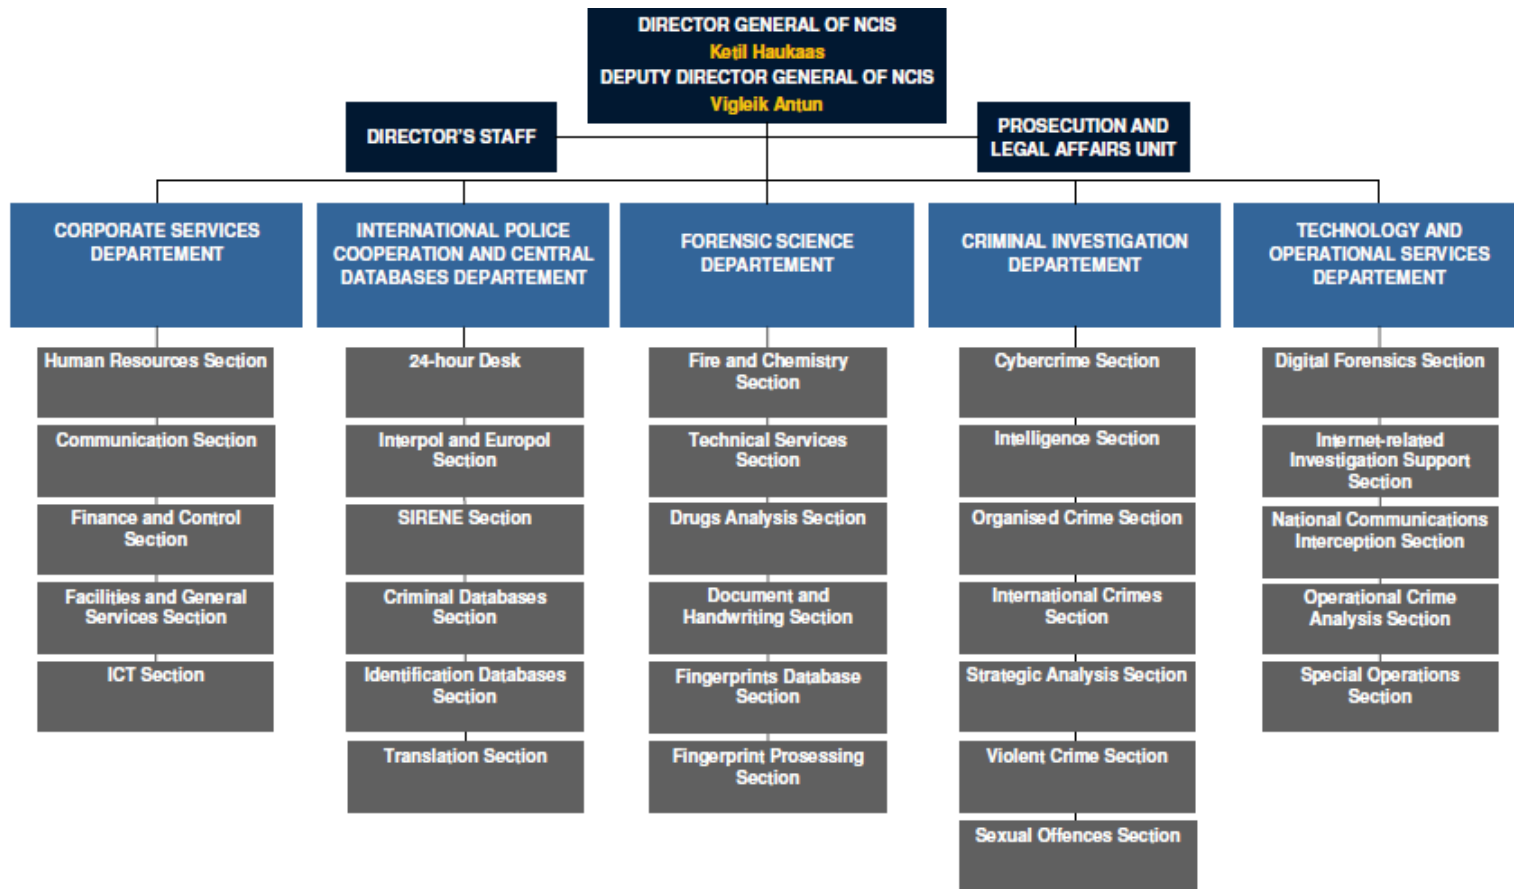 DIRECTOR GENERAL OF NCIS
Ketil Haukaas
DEPUTY DIRECTOR GENERAL OF NCIS
Vigleik Antun
DIRECTOR'S STAFF
PROSECUTION AND
LEGAL AFFAIRS UNIT
CORPORATE SERVICES
DEPARTEMENT
Human Resources Section
Communication Section
Finance and Control
Section
Facilities and General
Services Section
ICT Section
INTERNATIONAL POLICE
COOPERATION AND CENTRAL
DATABASES DEPARTEMENT
24-hour Desk
Interpol and Europol
Section
SIRENE Section
Criminal Databases
Section
Identification Databases
Section
Translation Section
FORENSIC SCIENCE
DEPARTEMENT
Fire and Chemistry
Section
Technical Services
Section
Drugs Analysis Section
Document and
Handwriting Section
Fingerprints Database
Section
Fingerprint Prosessing
Section
CRIMINAL INVESTIGATION
DEPARTEMENT
Cybercrime Section
Intelligence Section
Organised Crime Section
International Crimes
Section
Strategic Analysis Section
Violent Crime Section
Sexual Offences Section
TECHNOLOGY AND
OPERATIONAL SERVICES
DEPARTEMENT
Digital Forensics Section
Internet-related
Investigation Support
Section
National Communications
Interception Section
Operational Crime
Analysis Section
Special Operations
Section